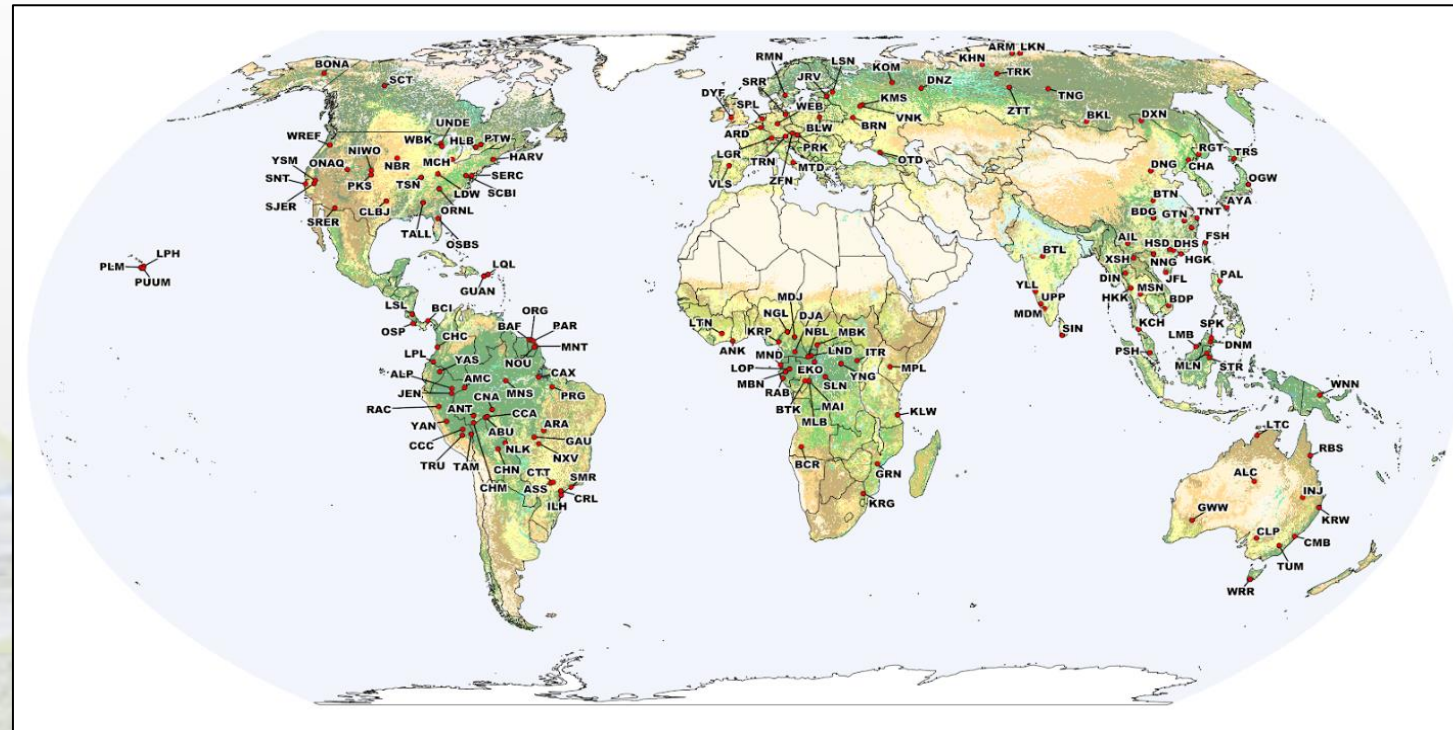 BONA
SCT
WREF
UNDE
WBK
HLB
PTW
NIWO
HARV
YSM
ONAQ
NBR
MCH
SERC
SNT
PKS
TSN
SCBI
LDW
SJER
CLBJ
ORNL
SRER
TALL
OSBS
LPH
PLM
PUUM
LQL
GUAN
LSL
BCI
OSP
ORG
BAF
PAR
CHC
NOU
MNT
LPL
YAS
ALP
AMC
CAX
JEN
CNA
MNS
PRG
RAC
ANT
CCA
YAN
ABU
ARA
CCC
NLK
GAU
TRU
TAM
NXV
CHN
CTT
SMR
CHM
ASS
CRL
ILH
RMN
LSN
JRV
KOM
SRR
DNZ
DYF
SPL
WEB
KMS
ARD
BLW
BRN
VNK
LGR
PRK
TRN
OTD
VLS
ZFN
MTD
ARM LKN
KHN
TRK
ZTT
TNG
BKL
DXN
RGT
TRS
DNG
CHA
OGW
BTN
BDG
GTN
TNT
AYA
AIL
HSD
DHS
FSH
XSH
NNG
HGK
DIN
JFL
MSN
PAL
HKK
BDP
BTL
YLL
UPP
MDM
SIN
KCH
SPK
LMB
PSH
DNM
MLN
STR
WNN
MDJ
NGL
DJA
LTN
KRP
NBL
MBK
ANK
MND
LND
ITR
LOP
EKO
MPL
MBN
YNG
RAB
SLN
BTK
MAI
KLW
MLB
BCR
GRN
KRG
LTC
RBS
ALC
INJ
GWW
KRW
CLP
CMB
TUM
WRR